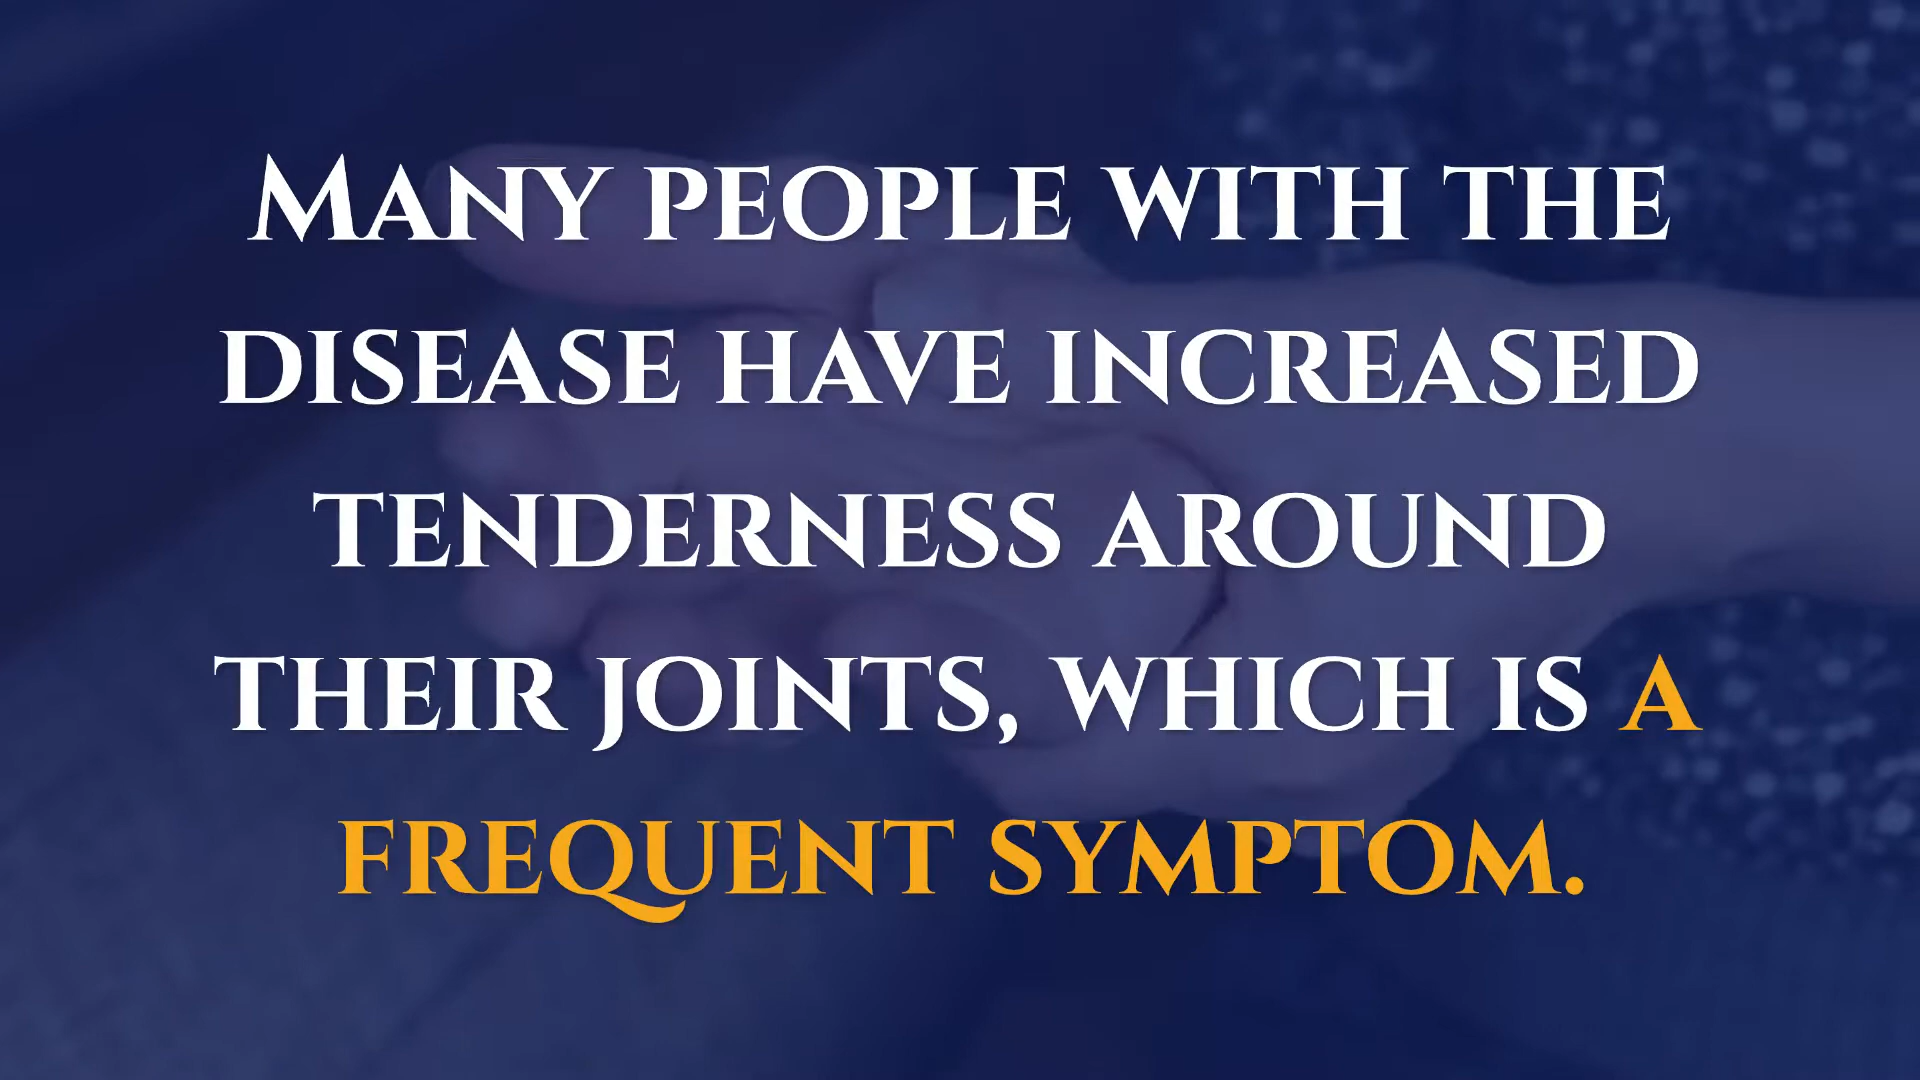 Many people with the
disease have increased
tenderness around
their joints, which is a
frequent symptom.